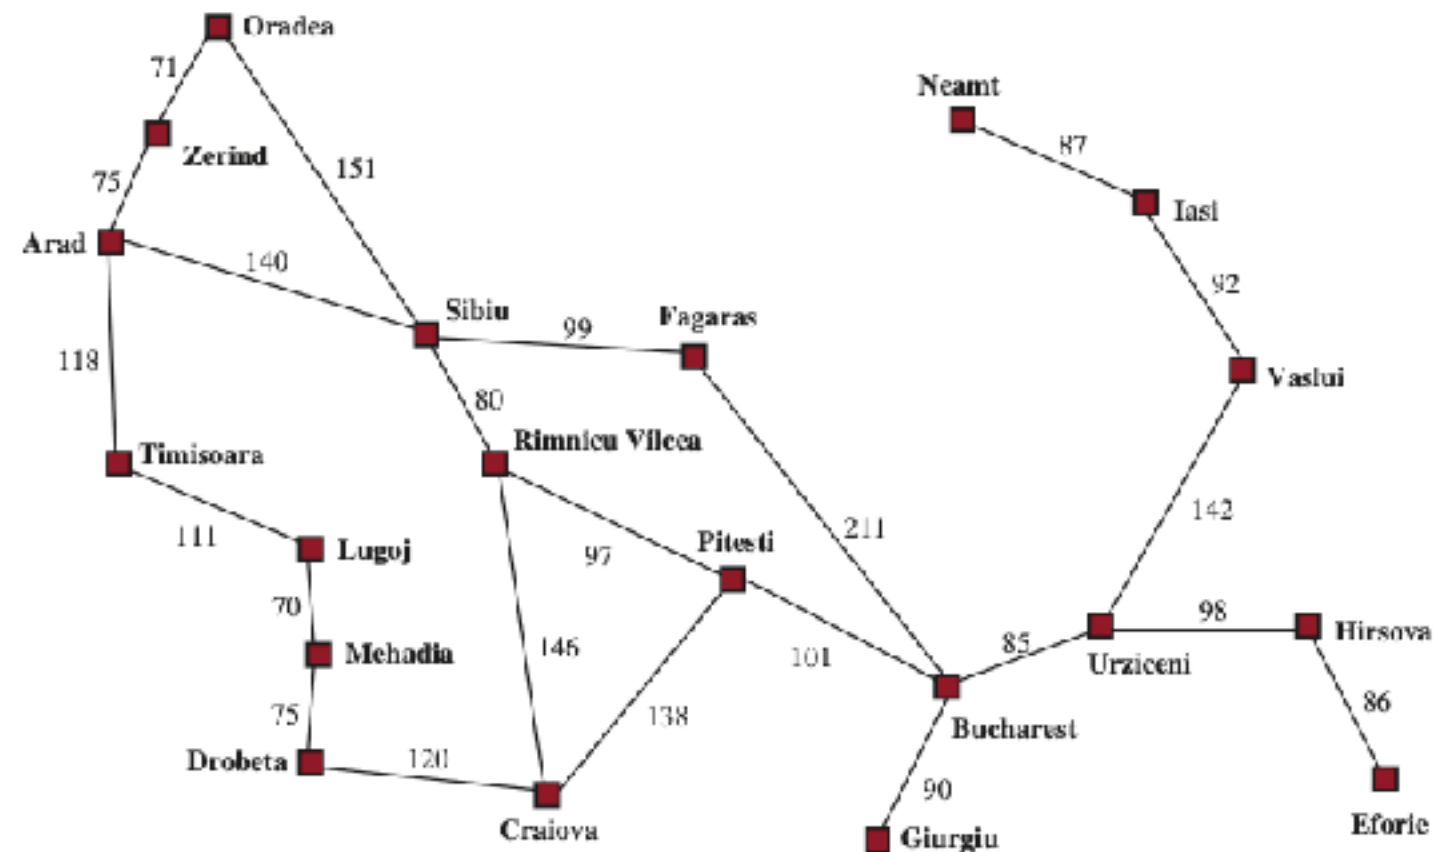 Oradea
71
Neamt
87
Zerind
151
75
Iasi
Arad
140
92
Sibiu
Fagaras
99
118
Vaslui
80
Rimnicu Vilcea
Timisoara
142
111
211
Pitesti
Lugoj
97
70
98
Hirsova
85
146
Mehadia
101
Urziceni
86
75
138
Bucharest
Drobeta
120
90
Craiova
Giurgiu
Eforie